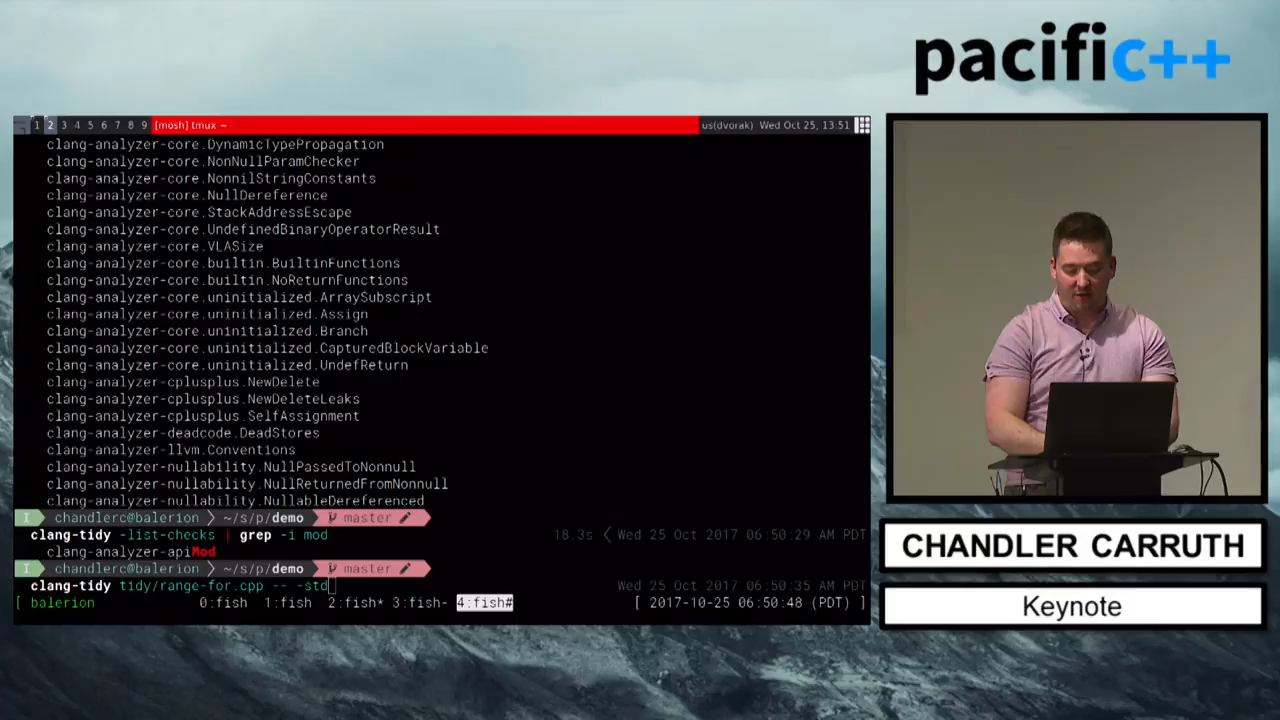 pacific++
1 2 3 4 5 6 7 8 9 [mosh] tmux ~ us(dvorak) Wed Oct 25, 13:51
clang-analyzer-core.DynamicTypePropagation
clang-analyzer-core.NonNullParamChecker
clang-analyzer-core.NonnilStringConstants
clang-analyzer-core.NullDereference
clang-analyzer-core.StackAddressEscape
clang-analyzer-core.UndefinedBinaryOperatorResult
clang-analyzer-core.VLASize
clang-analyzer-core.builtin.BuiltinFunctions
clang-analyzer-core.builtin.NoReturnFunctions
clang-analyzer-core.uninitialized.ArraySubscript
clang-analyzer-core.uninitialized.Assign
clang-analyzer-core.uninitialized.Branch
clang-analyzer-core.uninitialized.CapturedBlockVariable
clang-analyzer-core.uninitialized.UndefReturn
clang-analyzer-cplusplus.NewDelete
clang-analyzer-cplusplus.NewDeleteLeaks
clang-analyzer-cplusplus.SelfAssignment
clang-analyzer-deadcode.DeadStores
clang-analyzer-llvm.Conventions
clang-analyzer-nullability.NullPassedToNonnull
clang-analyzer-nullability.NullReturnedFromNonnull
clang-analyzer-nullability.NullableDereferenced
I chandlerc@balerion ~/s/p/demo master
clang-tidy -list-checks | grep -i mod 18.3s Wed 25 Oct 2017 06:50:29 AM PDT
clang-analyzer-apiMod
I chandlerc@balerion ~/s/p/demo master
clang-tidy tidy/range-for.cpp -- -std Wed 25 Oct 2017 06:50:35 AM PDT
[ balerion 0:fish 1:fish 2:fish* 3:fish- 4:fish# [ 2017-10-25 06:50:48 (PDT) ]
CHANDLER CARRUTH
Keynote